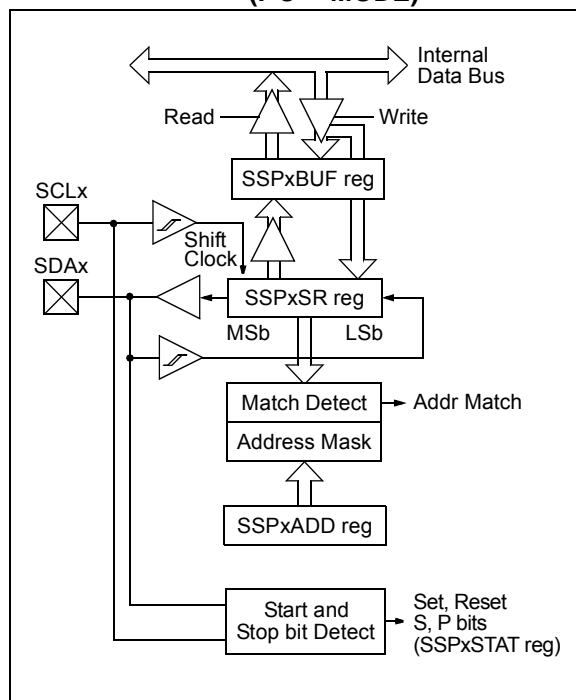 MODE)
Internal
Data Bus
Read
Write
SSPxBUF reg
SCLx
Shift
Clock
SDAx
SSPxSR reg
MSb
LSb
Match Detect
Addr Match
Address Mask
SSPxADD reg
Start and
Stop bit Detect
Set, Reset
S, P bits
(SSPxSTAT reg)